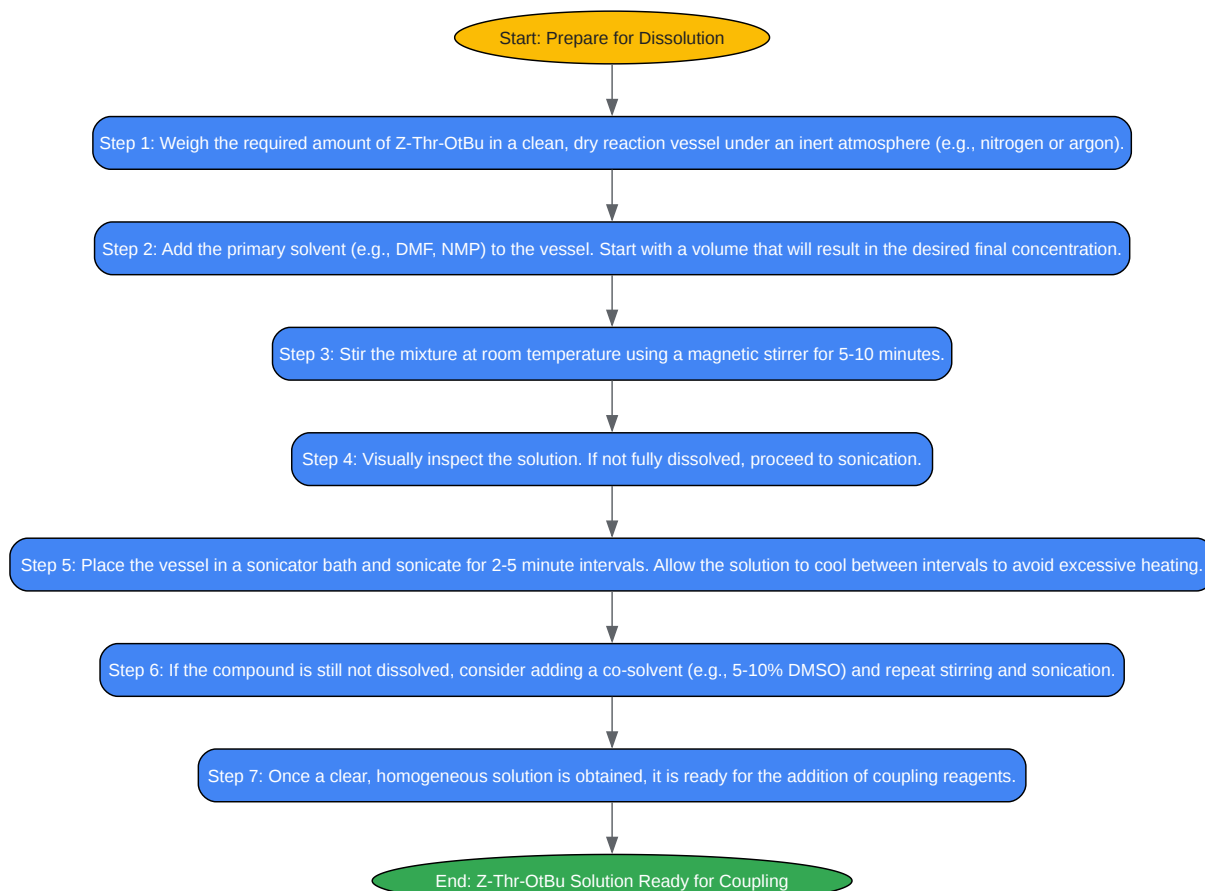 Start: Prepare for Dissolution
Step 1: Weigh the required amount of Z-Thr-OtBu in a clean, dry reaction vessel under an inert atmosphere (e.g., nitrogen or argon).
Step 2: Add the primary solvent (e.g., DMF, NMP) to the vessel. Start with a volume that will result in the desired final concentration.
Step 3: Stir the mixture at room temperature using a magnetic stirrer for 5-10 minutes.
Step 4: Visually inspect the solution. If not fully dissolved, proceed to sonication.
Step 5: Place the vessel in a sonicator bath and sonicate for 2-5 minute intervals. Allow the solution to cool between intervals to avoid excessive heating.
Step 6: If the compound is still not dissolved, consider adding a co-solvent (e.g., 5-10% DMSO) and repeat stirring and sonication.
Step 7: Once a clear, homogeneous solution is obtained, it is ready for the addition of coupling reagents.
End: Z-Thr-OtBu Solution Ready for Coupling